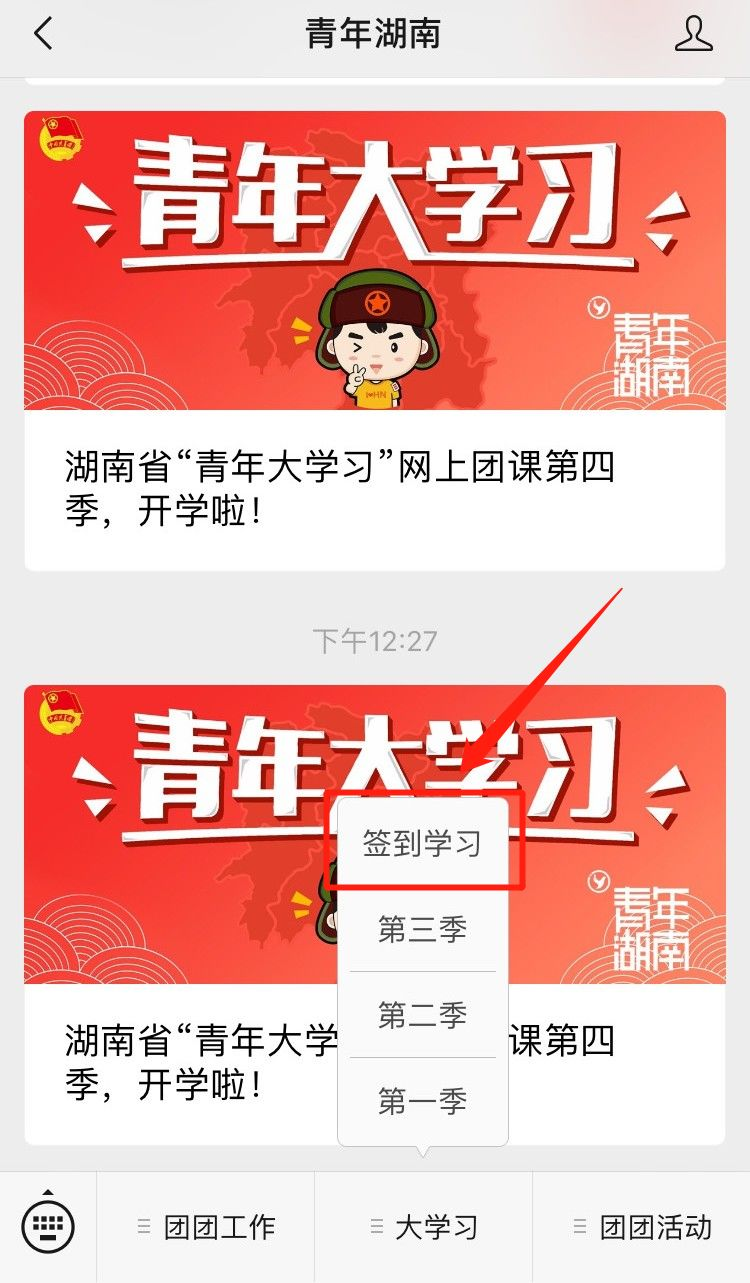 青年湖南
青年大学习
I♥HN
青年
湖南
湖南省“青年大学习”网上团课第四
季，开学啦！
下午12:27
青年大学习
签到学习
青年
湖南
第三季
第二季
湖南省“青年大学
课第四
季，开学啦！
第一季
团团工作
大学习
团团活动